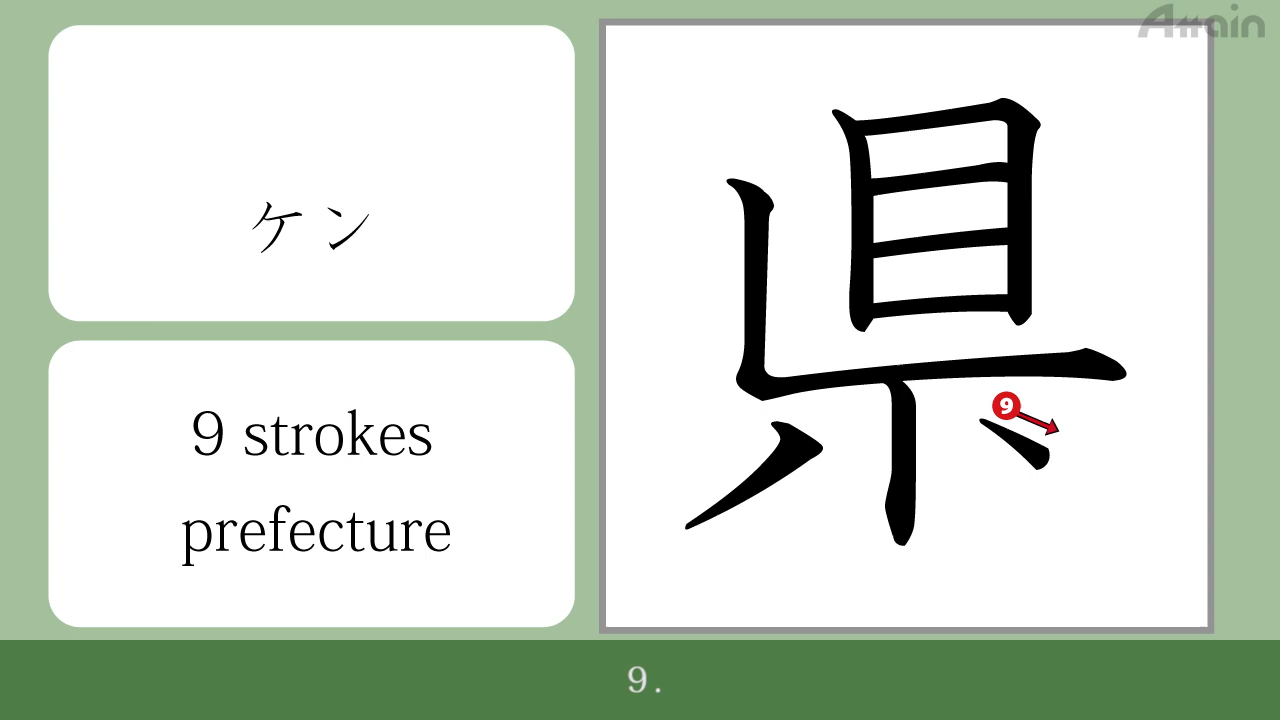 Attain
ケン
県
9
9 strokes
prefecture
9.